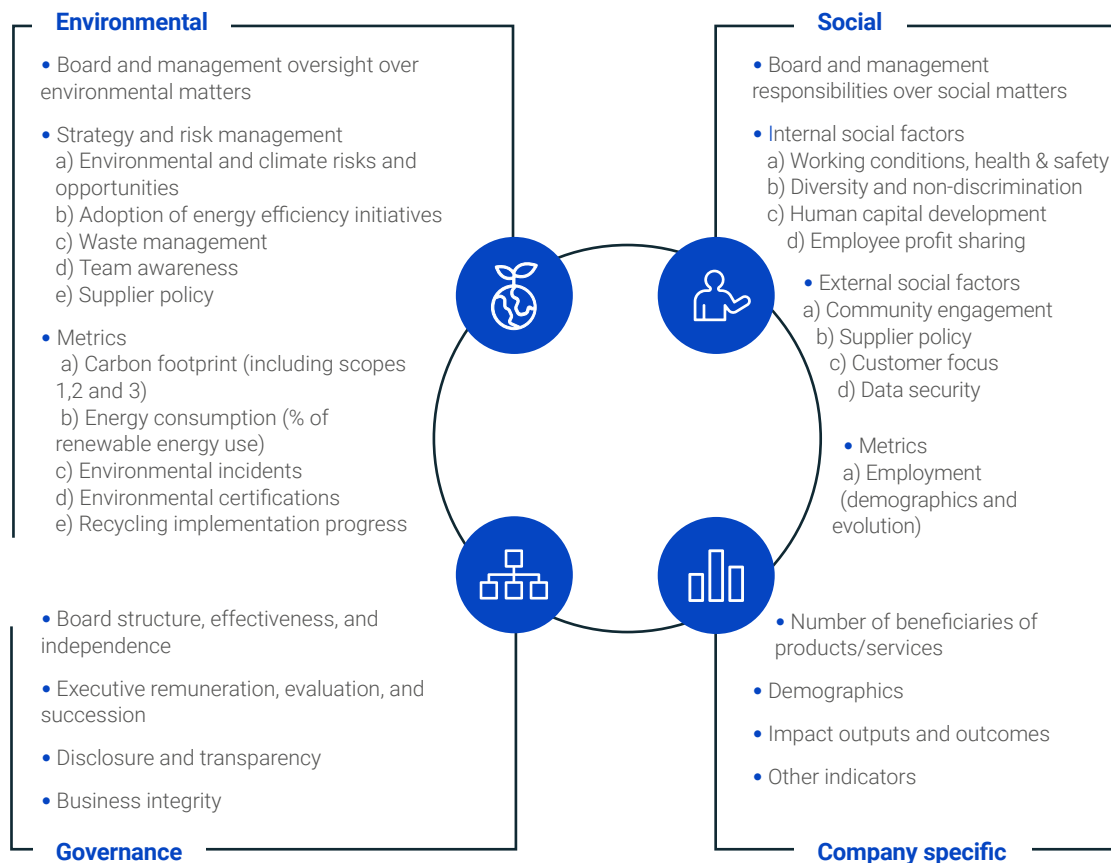 Environmental
• Board and management oversight over
environmental matters
• Strategy and risk management
a) Environmental and climate risks and
opportunities
b) Adoption of energy efficiency initiatives
c) Waste management
d) Team awareness
e) Supplier policy
• Metrics
a) Carbon footprint (including scopes
1,2 and 3)
b) Energy consumption (% of
renewable energy use)
c) Environmental incidents
d) Environmental certifications
e) Recycling implementation progress
Social
• Board and management
responsibilities over social matters
• Internal social factors
a) Working conditions, health & safety
b) Diversity and non-discrimination
c) Human capital development
d) Employee profit sharing
• External social factors
a) Community engagement
b) Supplier policy
c) Customer focus
d) Data security
• Metrics
a) Employment
(demographics and
evolution)
• Board structure, effectiveness, and
independence
• Executive remuneration, evaluation, and
succession
• Disclosure and transparency
• Business integrity
Governance
• Number of beneficiaries of
products/services
• Demographics
• Impact outputs and outcomes
• Other indicators
Company specific